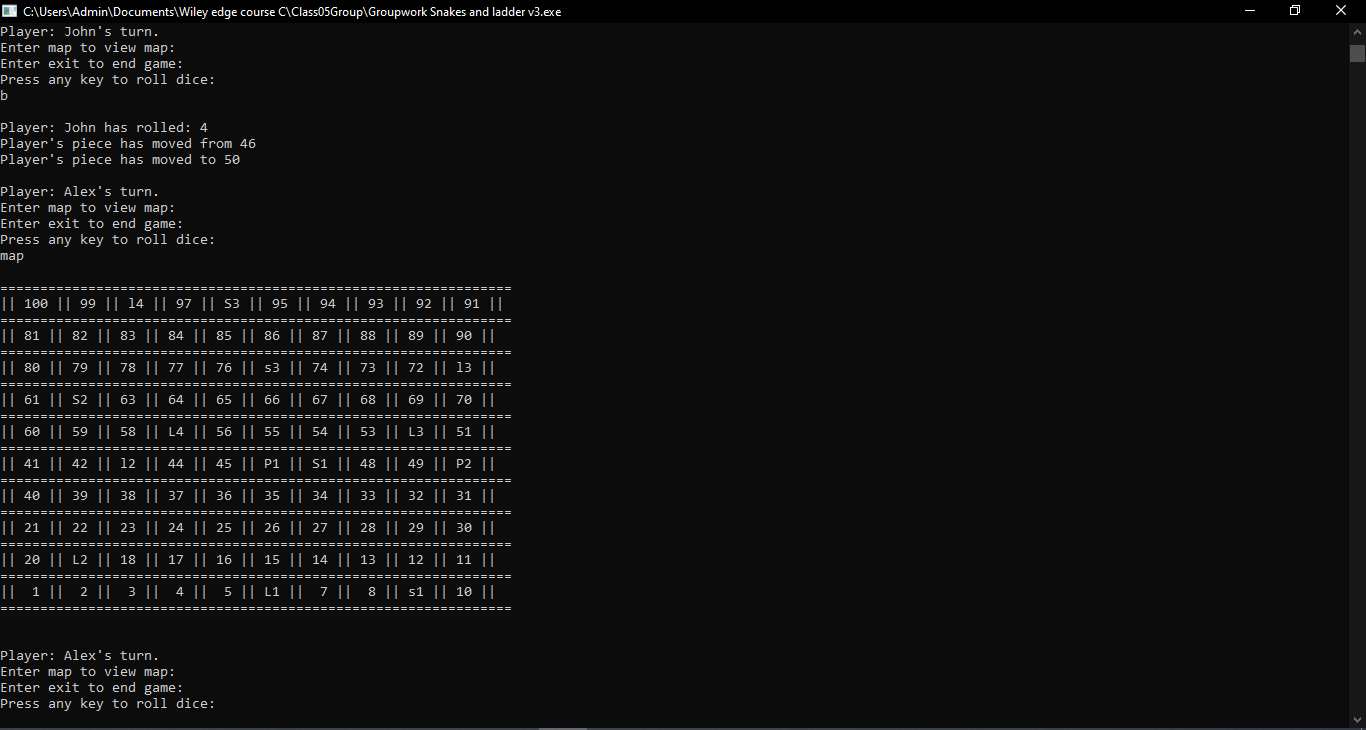 C:\Users\Admin\Documents\Wiley edge course C\Class05Group\Groupwork Snakes and ladder v3.exe
Player: John's turn.
Enter map to view map:
Enter exit to end game:
Press any key to roll dice:
b
Player: John has rolled: 4
Player's piece has moved from 46
Player's piece has moved to 50
Player: Alex's turn.
Enter map to view map:
Enter exit to end game:
Press any key to roll dice:
map
================================================================
|| 100 || 99 || l4 || 97 || S3 || 95 || 94 || 93 || 92 || 91 ||
================================================================
|| 81 || 82 || 83 || 84 || 85 || 86 || 87 || 88 || 89 || 90 ||
================================================================
|| 80 || 79 || 78 || 77 || 76 || s3 || 74 || 73 || 72 || l3 ||
================================================================
|| 61 || S2 || 63 || 64 || 65 || 66 || 67 || 68 || 69 || 70 ||
================================================================
|| 60 || 59 || 58 || L4 || 56 || 55 || 54 || 53 || L3 || 51 ||
================================================================
|| 41 || 42 || l2 || 44 || 45 || P1 || S1 || 48 || 49 || P2 ||
================================================================
|| 40 || 39 || 38 || 37 || 36 || 35 || 34 || 33 || 32 || 31 ||
================================================================
|| 21 || 22 || 23 || 24 || 25 || 26 || 27 || 28 || 29 || 30 ||
================================================================
|| 20 || L2 || 18 || 17 || 16 || 15 || 14 || 13 || 12 || 11 ||
================================================================
||  1 ||  2 ||  3 ||  4 ||  5 || L1 ||  7 ||  8 || s1 || 10 ||
================================================================
Player: Alex's turn.
Enter map to view map:
Enter exit to end game:
Press any key to roll dice: